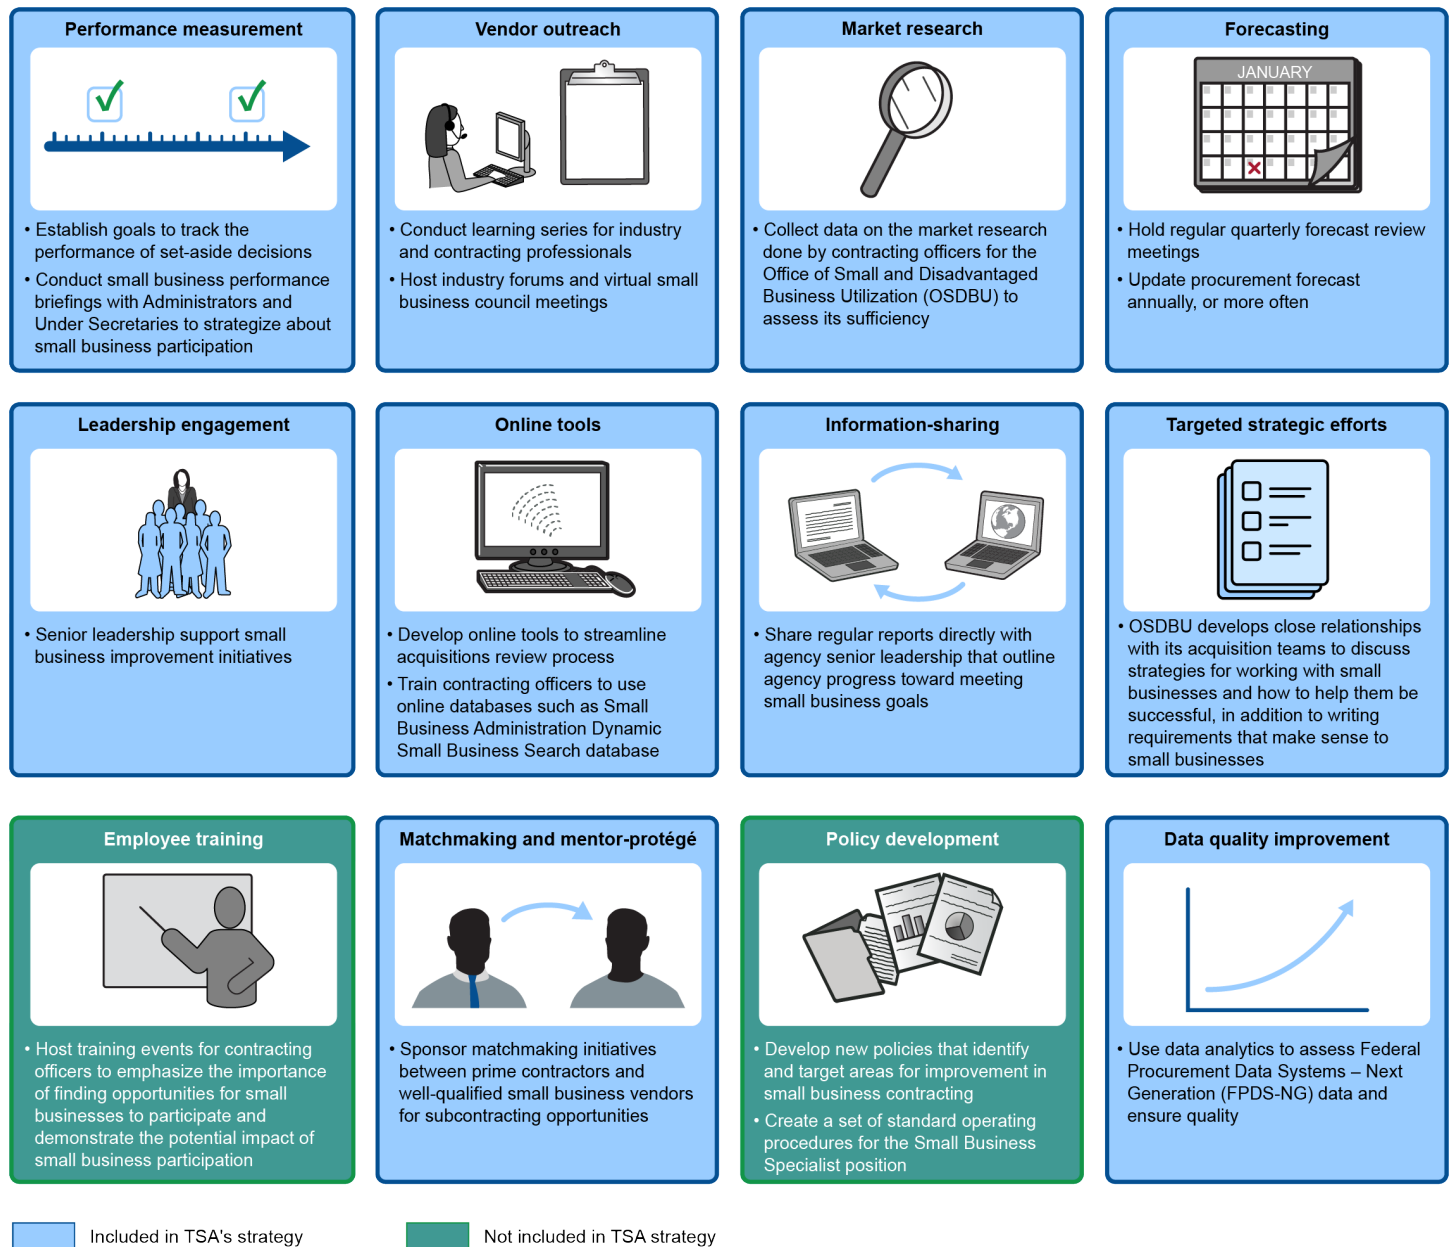 Performance measurement
• Establish goals to track the
performance of set-aside decisions
• Conduct small business performance
briefings with Administrators and
Under Secretaries to strategize about
small business participation
Vendor outreach
• Conduct learning series for industry
and contracting professionals
• Host industry forums and virtual small
business council meetings
Market research
• Collect data on the market research
done by contracting officers for the
Office of Small and Disadvantaged
Business Utilization (OSDBU) to
assess its sufficiency
Forecasting
JANUARY
• Hold regular quarterly forecast review
meetings
• Update procurement forecast
annually, or more often
Leadership engagement
• Senior leadership support small
business improvement initiatives
Online tools
• Develop online tools to streamline
acquisitions review process
• Train contracting officers to use
online databases such as Small
Business Administration Dynamic
Small Business Search database
Information-sharing
• Share regular reports directly with
agency senior leadership that outline
agency progress toward meeting
small business goals
Targeted strategic efforts
• OSDBU develops close relationships
with its acquisition teams to discuss
strategies for working with small
businesses and how to help them be
successful, in addition to writing
requirements that make sense to
small businesses
Employee training
• Host training events for contracting
officers to emphasize the importance
of finding opportunities for small
businesses to participate and
demonstrate the potential impact of
small business participation
Matchmaking and mentor-protégé
• Sponsor matchmaking initiatives
between prime contractors and
well-qualified small business vendors
for subcontracting opportunities
Policy development
• Develop new policies that identify
and target areas for improvement in
small business contracting
• Create a set of standard operating
procedures for the Small Business
Specialist position
Data quality improvement
• Use data analytics to assess Federal
Procurement Data Systems – Next
Generation (FPDS-NG) data and
ensure quality
Included in TSA's strategy
Not included in TSA strategy